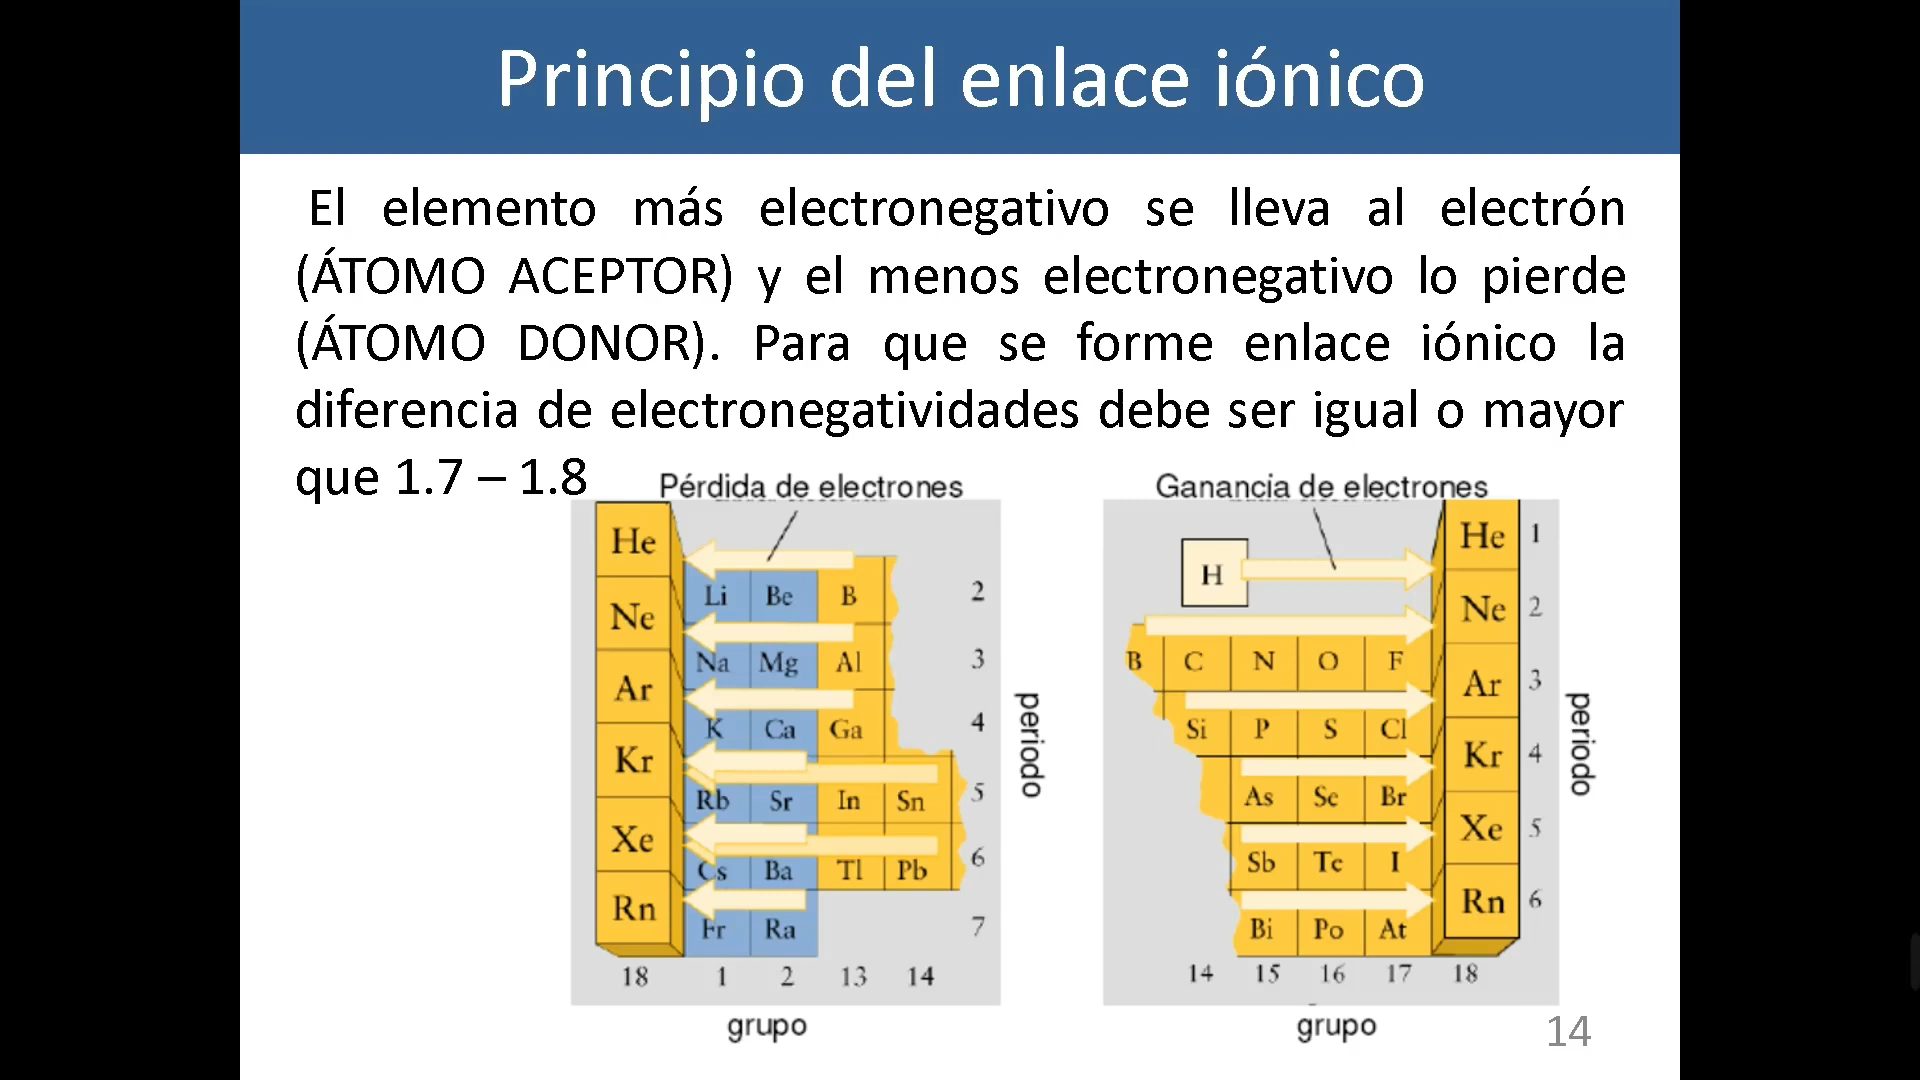 Principio del enlace iónico
El elemento más electronegativo se lleva al electrón
(ÁTOMO ACEPTOR) y el menos electronegativo lo pierde
(ÁTOMO DONOR). Para que se forme enlace iónico la
diferencia de electronegatividades debe ser igual o mayor
que 1.7 – 1.8
Pérdida de electrones
He
Li Be B 2
Ne
Na Mg Al 3
Ar
K Ca Ga 4
Kr
Rb Sr In Sn 5
Xe
Cs Ba Tl Pb 6
Rn
Fr Ra 7
18 1 2 13 14
grupo
periodo
Ganancia de electrones
He 1
H
Ne 2
B C N O F
Ar 3
Si P S Cl
Kr 4
As Se Br
Xe 5
Sb Te I
Rn 6
Bi Po At
14 15 16 17 18
grupo
periodo
14